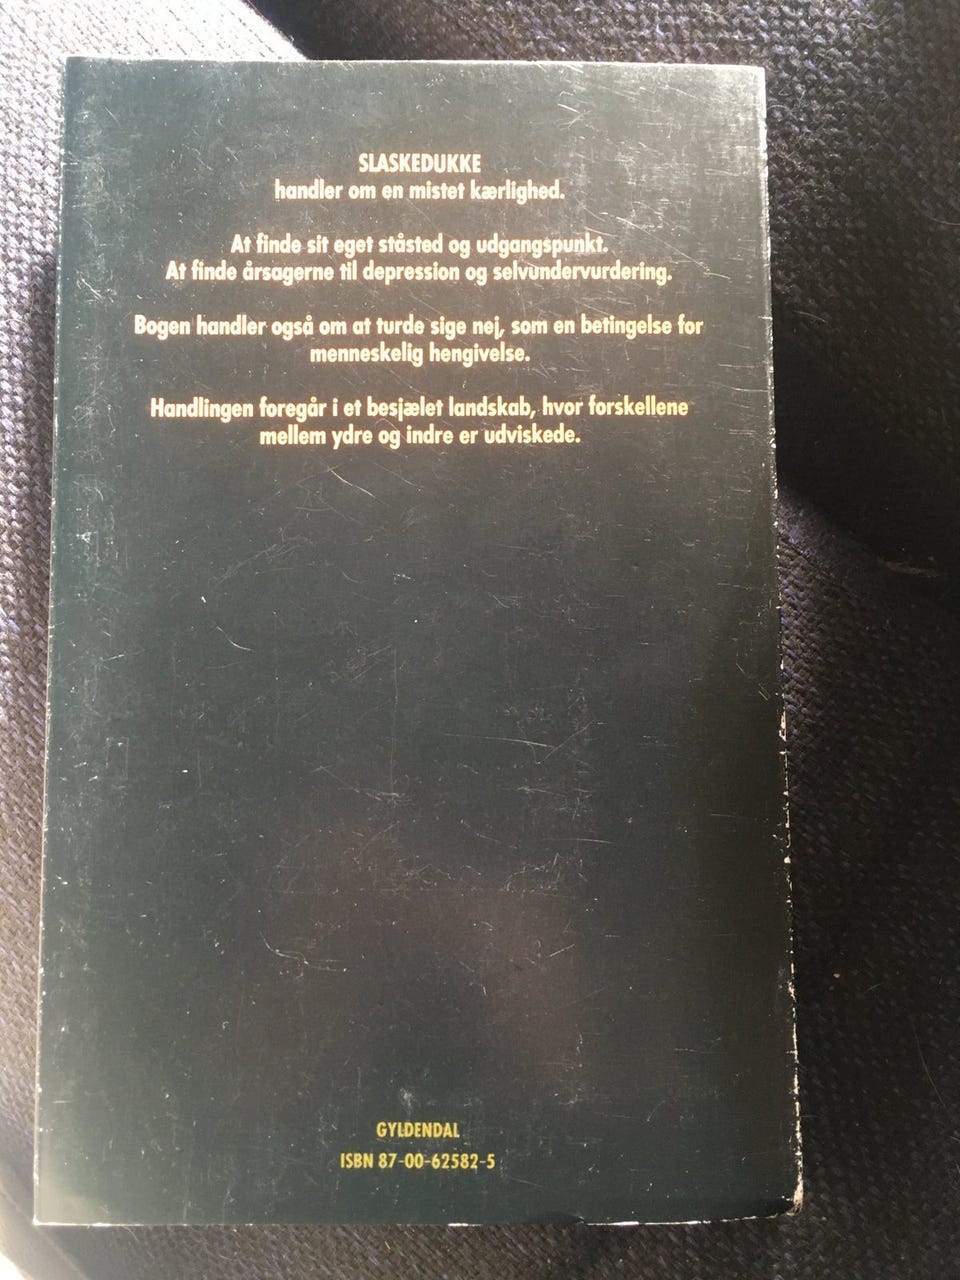 SLASKEDUKKE
handler om en mistet kærlighed.
At finde sit eget ståsted og udgangspunkt.
At finde årsagerne til depression og selvundervurdering.
Bogen handler også om at turde sige nej, som en betingelse for
menneskelig hengivelse.
Handlingen foregår i et besjælet landskab, hvor forskellene
mellem ydre og indre er udviskede.
GYLDENDAL
ISBN 87-00-62582-5